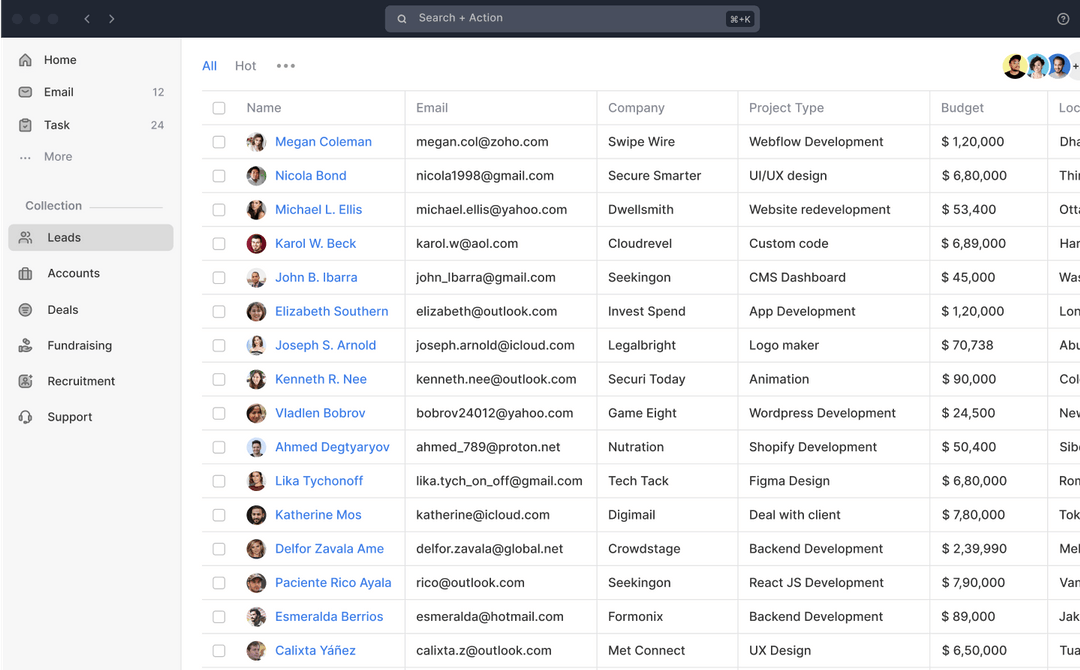 Search + Action
⌘+K
Home
Email 12
Task 24
More
Collection
Leads
Accounts
Deals
Fundraising
Recruitment
Support
All Hot
+
Name Email Company Project Type Budget Loc
Megan Coleman megan.col@zoho.com Swipe Wire Webflow Development $ 1,20,000 Dha
Nicola Bond nicola1998@gmail.com Secure Smarter UI/UX design $ 6,80,000 Thi
Michael L. Ellis michael.ellis@yahoo.com Dwellsmith Website redevelopment $ 53,400 Otta
Karol W. Beck karol.w@aol.com Cloudrevel Custom code $ 6,89,000 Han
John B. Ibarra john_Ibarra@gmail.com Seekingon CMS Dashboard $ 45,000 Was
Elizabeth Southern elizabeth@outlook.com Invest Spend App Development $ 1,20,000 Lon
Joseph S. Arnold joseph.arnold@icloud.com Legalbright Logo maker $ 70,738 Abu
Kenneth R. Nee kenneth.nee@outlook.com Securi Today Animation $ 90,000 Col
Vladlen Bobrov bobrov24012@yahoo.com Game Eight Wordpress Development $ 24,500 New
Ahmed Degtyaryov ahmed_789@proton.net Nutration Shopify Development $ 50,400 Sib
Lika Tychonoff lika.tych_on_off@gmail.com Tech Tack Figma Design $ 6,80,000 Ron
Katherine Mos katherine@icloud.com Digimail Deal with client $ 7,80,000 Tok
Delfor Zavala Ame delfor.zavala@global.net Crowdstage Backend Development $ 2,39,990 Mel
Paciente Rico Ayala rico@outlook.com Seekingon React JS Development $ 7,90,000 Van
Esmeralda Berrios esmeralda@hotmail.com Formonix Backend Development $ 89,000 Jak
Calixta Yáñez calixta.z@outlook.com Met Connect UX Design $ 6,50,000 Tua